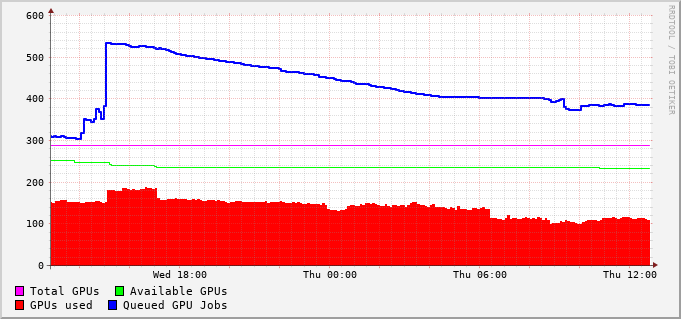 600
500
400
300
200
100
0
Wed 18:00 Thu 00:00 Thu 06:00 Thu 12:00
Total GPUs Available GPUs
GPUs used Queued GPU Jobs
RRDTOOL / TOBI OETIKER